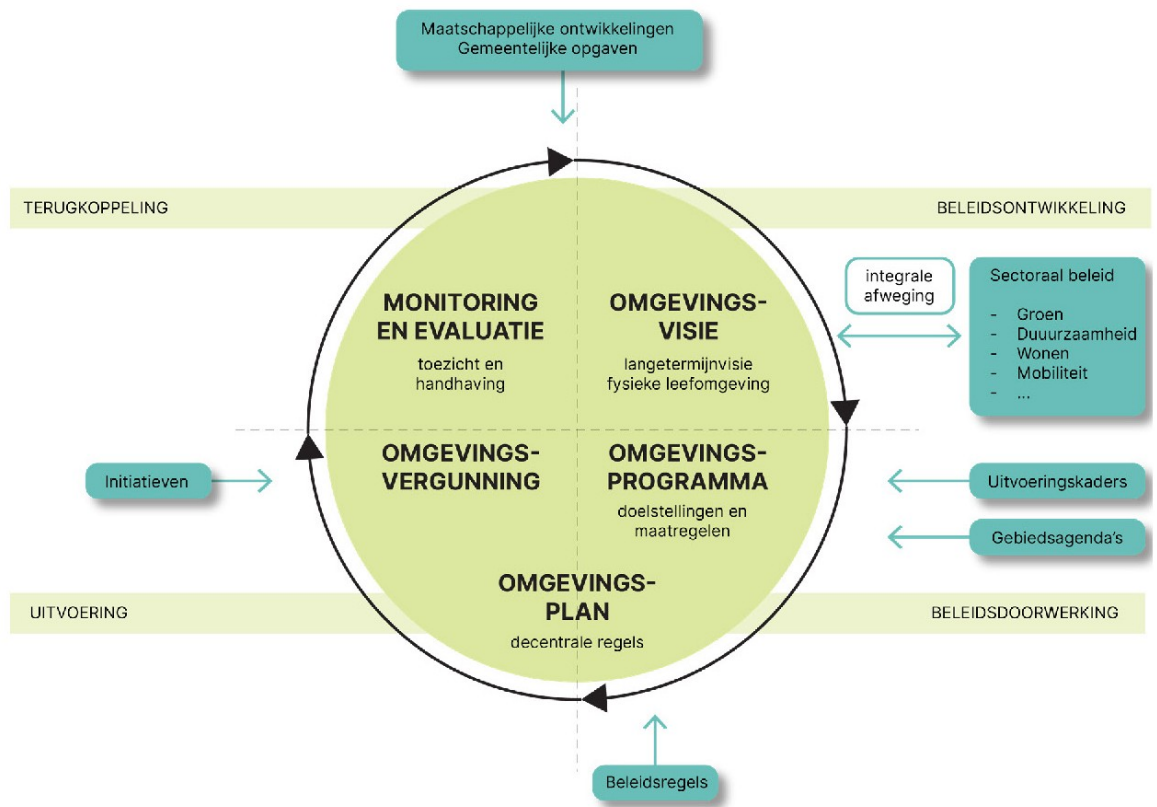 Maatschappelijke ontwikkelingen
Gemeentelijke opgaven
TERUGKOPPELING
BELEIDSONTWIKKELING
MONITORING
EN EVALUATIE
toezicht en
handhaving
OMGEVINGS-
VISIE
langetermijnvisie
fysieke leefomgeving
integrale
afweging
Sectoraal beleid
- Groen
- Duuurzaamheid
- Wonen
- Mobiliteit
- ...
Initiatieven
OMGEVINGS-
VERGUNNING
OMGEVINGS-
PROGRAMMA
doelstellingen en
maatregelen
Uitvoeringskaders
Gebiedsagenda's
OMGEVINGS-
PLAN
decentrale regels
UITVOERING
BELEIDSDOORWERKING
Beleidsregels